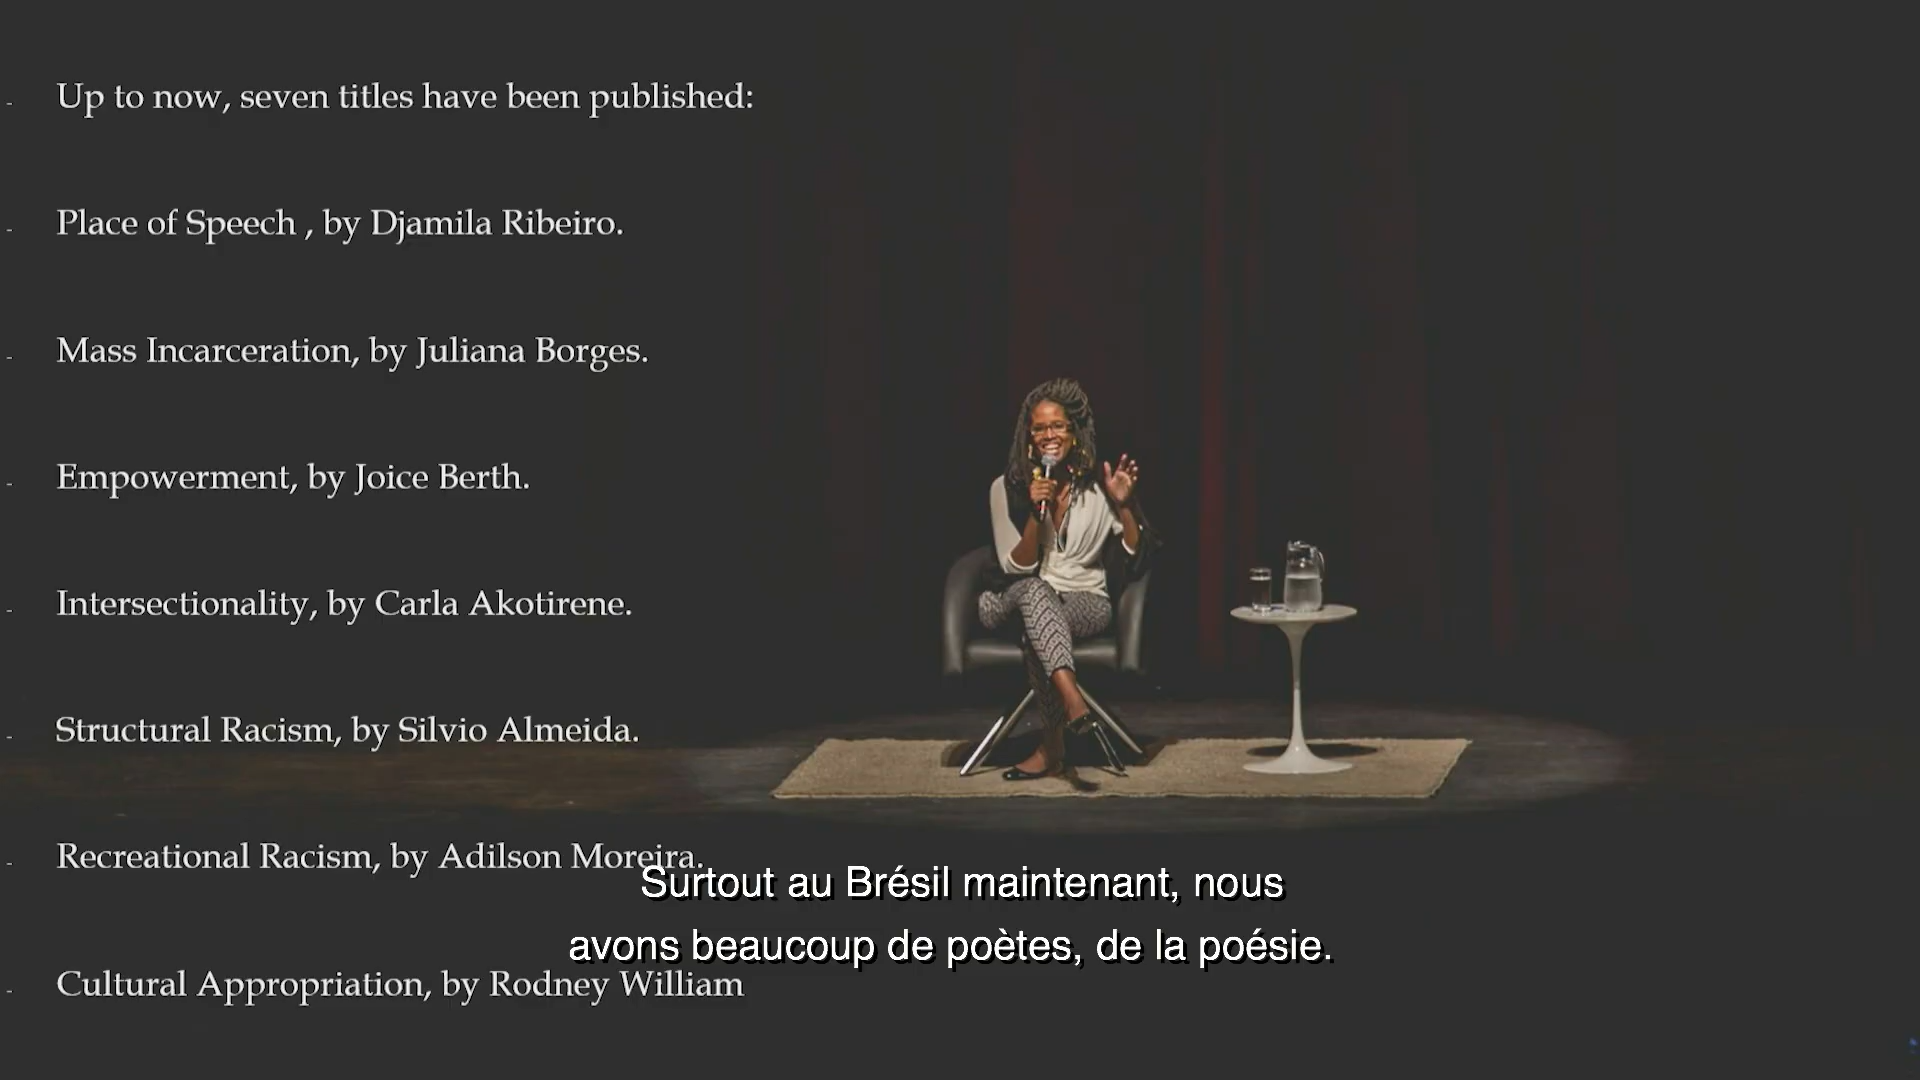 - Up to now, seven titles have been published:
- Place of Speech , by Djamila Ribeiro.
- Mass Incarceration, by Juliana Borges.
- Empowerment, by Joice Berth.
- Intersectionality, by Carla Akotirene.
- Structural Racism, by Silvio Almeida.
- Recreational Racism, by Adilson Moreira.
- Cultural Appropriation, by Rodney William
Surtout au Brésil maintenant, nous
avons beaucoup de poètes, de la poésie.